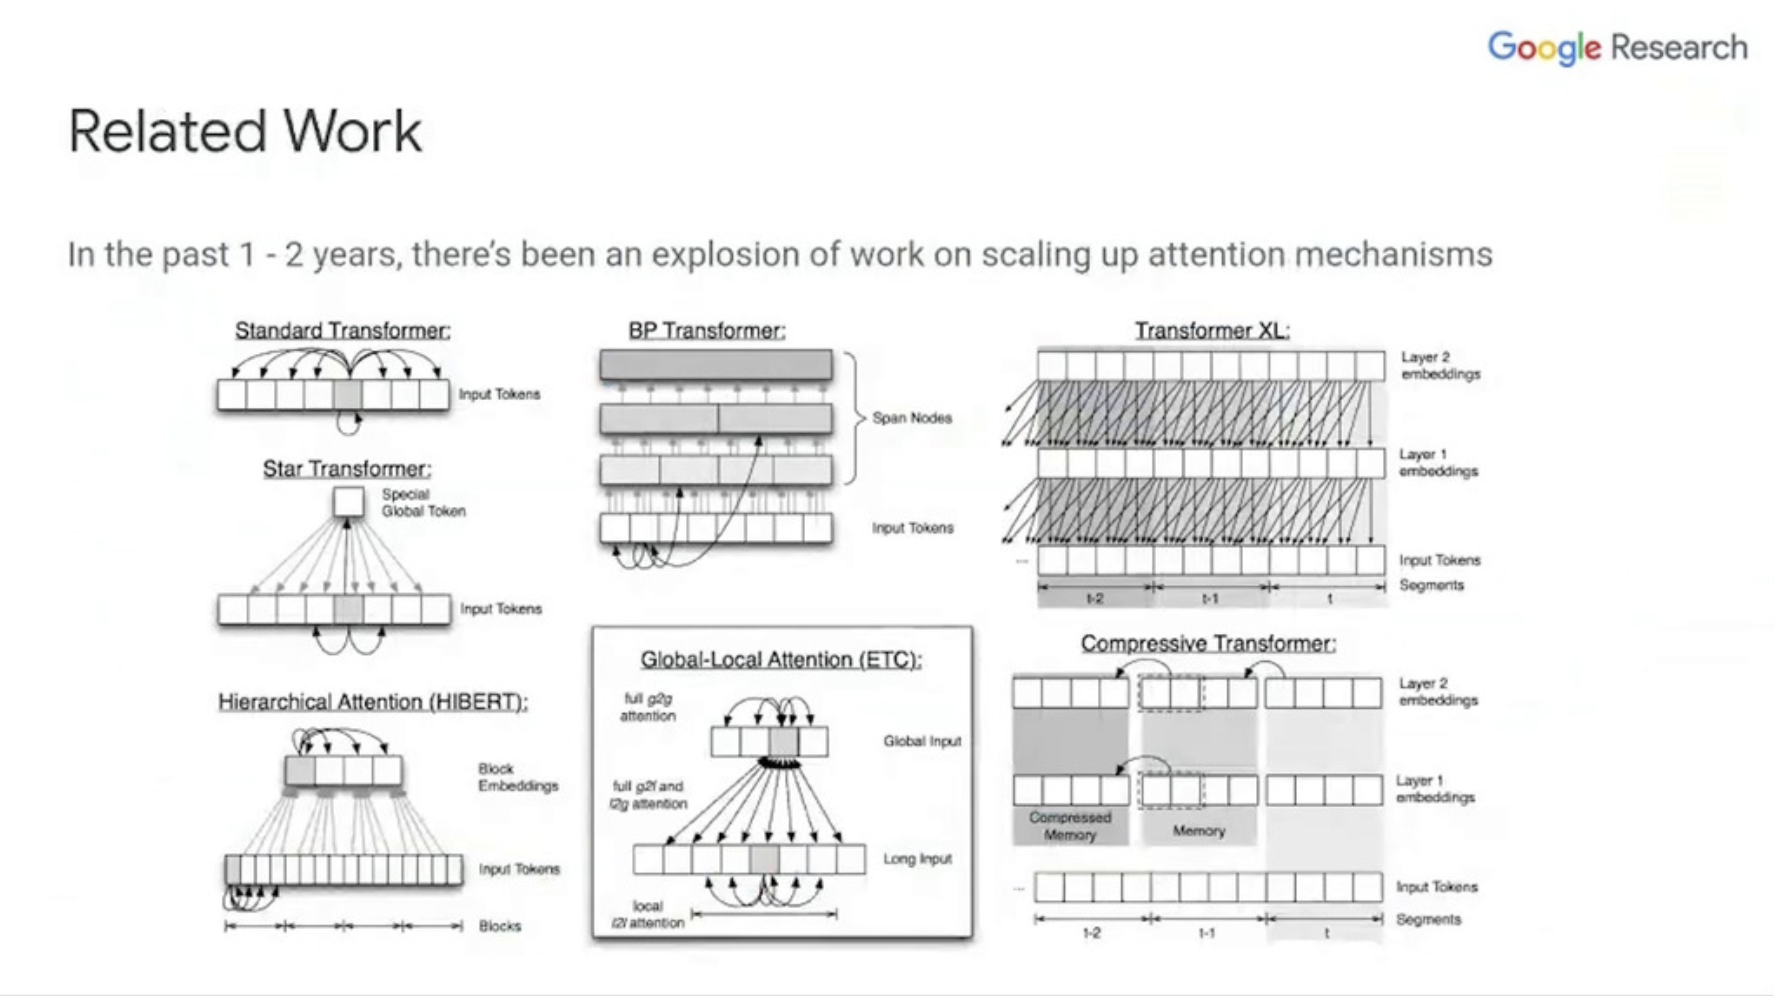 Google Research
Related Work
In the past 1 - 2 years, there's been an explosion of work on scaling up attention mechanisms
Standard Transformer:
Input Tokens
Star Transformer:
Special
Global Token
Input Tokens
Hierarchical Attention (HIBERT):
Block
Embeddings
Input Tokens
Blocks
BP Transformer:
Span Nodes
Input Tokens
Global-Local Attention (ETC):
full g2g
attention
Global Input
full g2l and
l2g attention
Long Input
local
l2l attention
Transformer XL:
Layer 2
embeddings
Layer 1
embeddings
...
Input Tokens
Segments
t-2
t-1
t
Compressive Transformer:
Layer 2
embeddings
Layer 1
embeddings
Compressed
Memory
Memory
...
Input Tokens
Segments
t-2
t-1
t